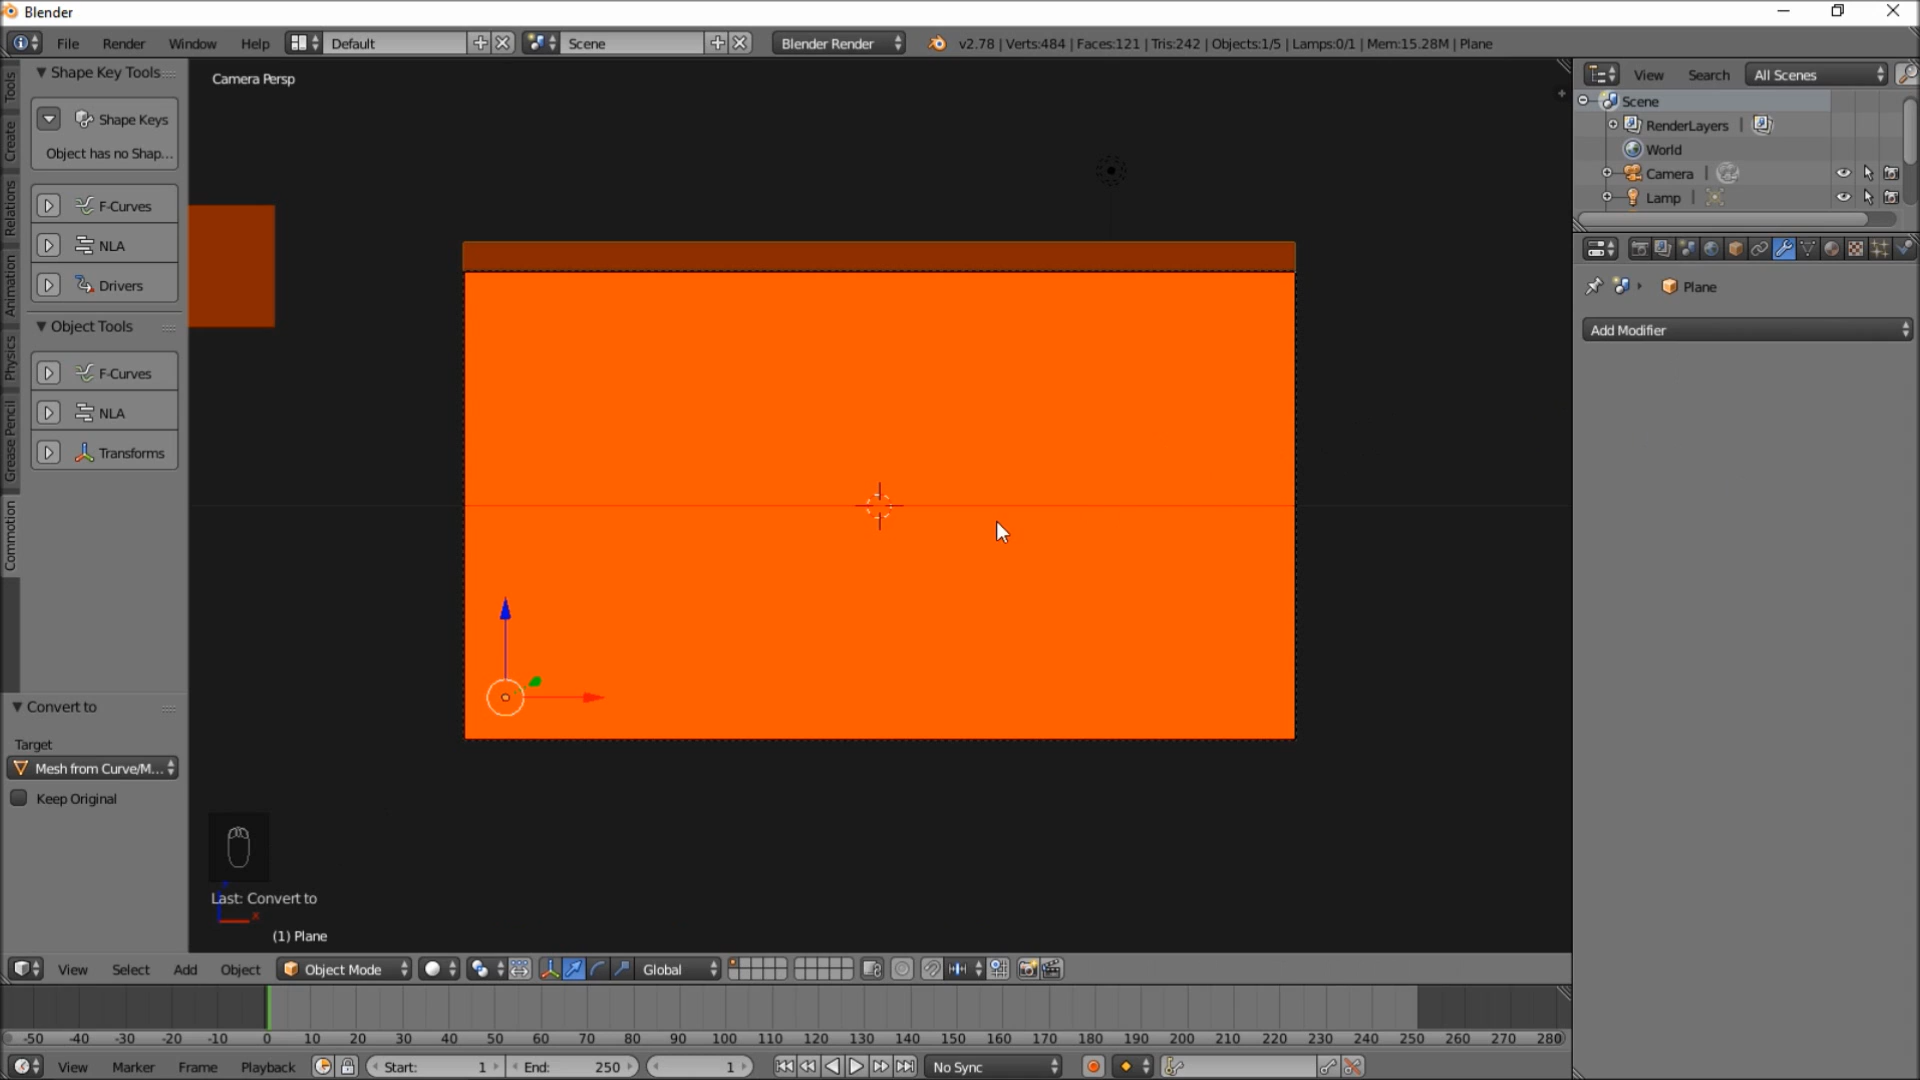 Blender
File Render Window Help Default Scene Blender Render v2.78 | Verts:484 | Faces:121 | Tris:242 | Objects:1/5 | Lamps:0/1 | Mem:15.28M | Plane
Tools
Create
Relations
Animation
Physics
Grease Pencil
Commotion
Shape Key Tools
Shape Keys
Object has no Shap...
F-Curves
NLA
Drivers
Object Tools
F-Curves
NLA
Transforms
Convert to
Target
Mesh from Curve/M...
Keep Original
Camera Persp
Last: Convert to
x
(1) Plane
View Search All Scenes
Scene
RenderLayers |
World
Camera |
Lamp |
Plane
Add Modifier
View Select Add Object Object Mode Global
-50 -40 -30 -20 -10 0 10 20 30 40 50 60 70 80 90 100 110 120 130 140 150 160 170 180 190 200 210 220 230 240 250 260 270 280
View Marker Frame Playback Start: 1 End: 250 1 No Sync